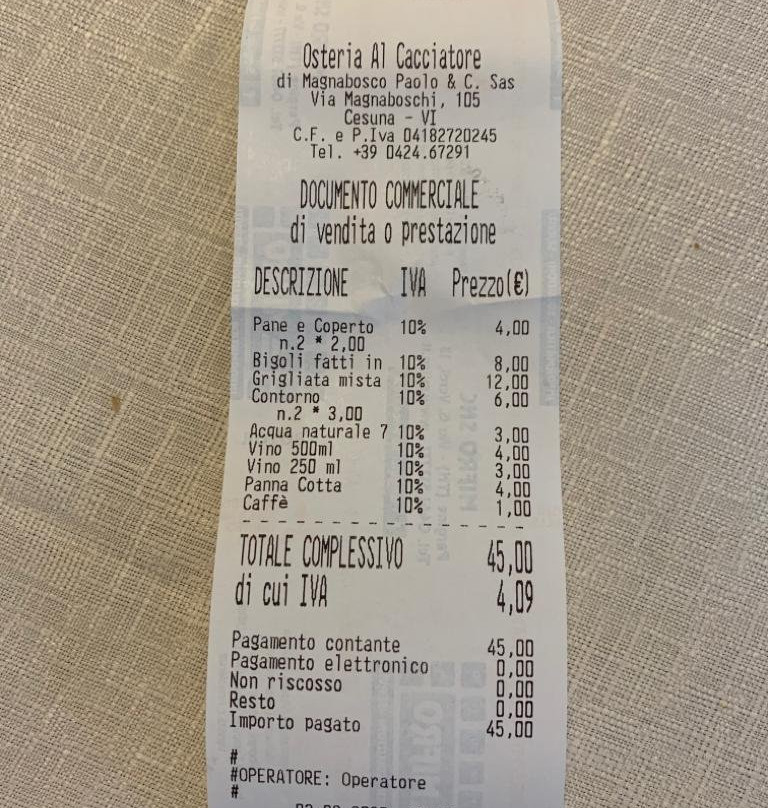 Osteria Al Cacciatore
di Magnabosco Paolo & C. Sas
Via Magnaboschi, 105
Cesuna - VI
C.F. e P.Iva 04182720245
Tel. +39 0424.67291
DOCUMENTO COMMERCIALE
di vendita o prestazione
DESCRIZIONE IVA Prezzo(€)
Pane e Coperto 10% 4,00
n.2 * 2,00
Bigoli fatti in 10% 8,00
Grigliata mista 10% 12,00
Contorno 10% 6,00
n.2 * 3,00
Acqua naturale 7 10% 3,00
Vino 500ml 10% 4,00
Vino 250 ml 10% 3,00
Panna Cotta 10% 4,00
Caffè 10% 1,00
TOTALE COMPLESSIVO 45,00
di cui IVA 4,09
Pagamento contante 45,00
Pagamento elettronico 0,00
Non riscosso 0,00
Resto 0,00
Importo pagato 45,00
#
#OPERATORE: Operatore
#